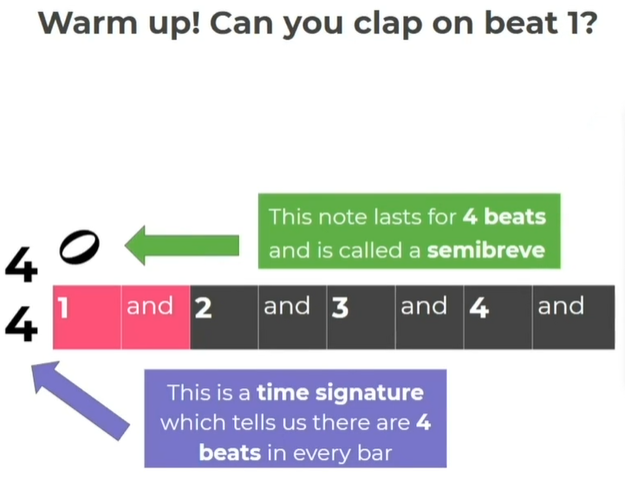 Warm up! Can you clap on beat 1?
This note lasts for 4 beats
and is called a semibreve
4
4
1 and 2 and 3 and 4 and
This is a time signature
which tells us there are 4
beats in every bar